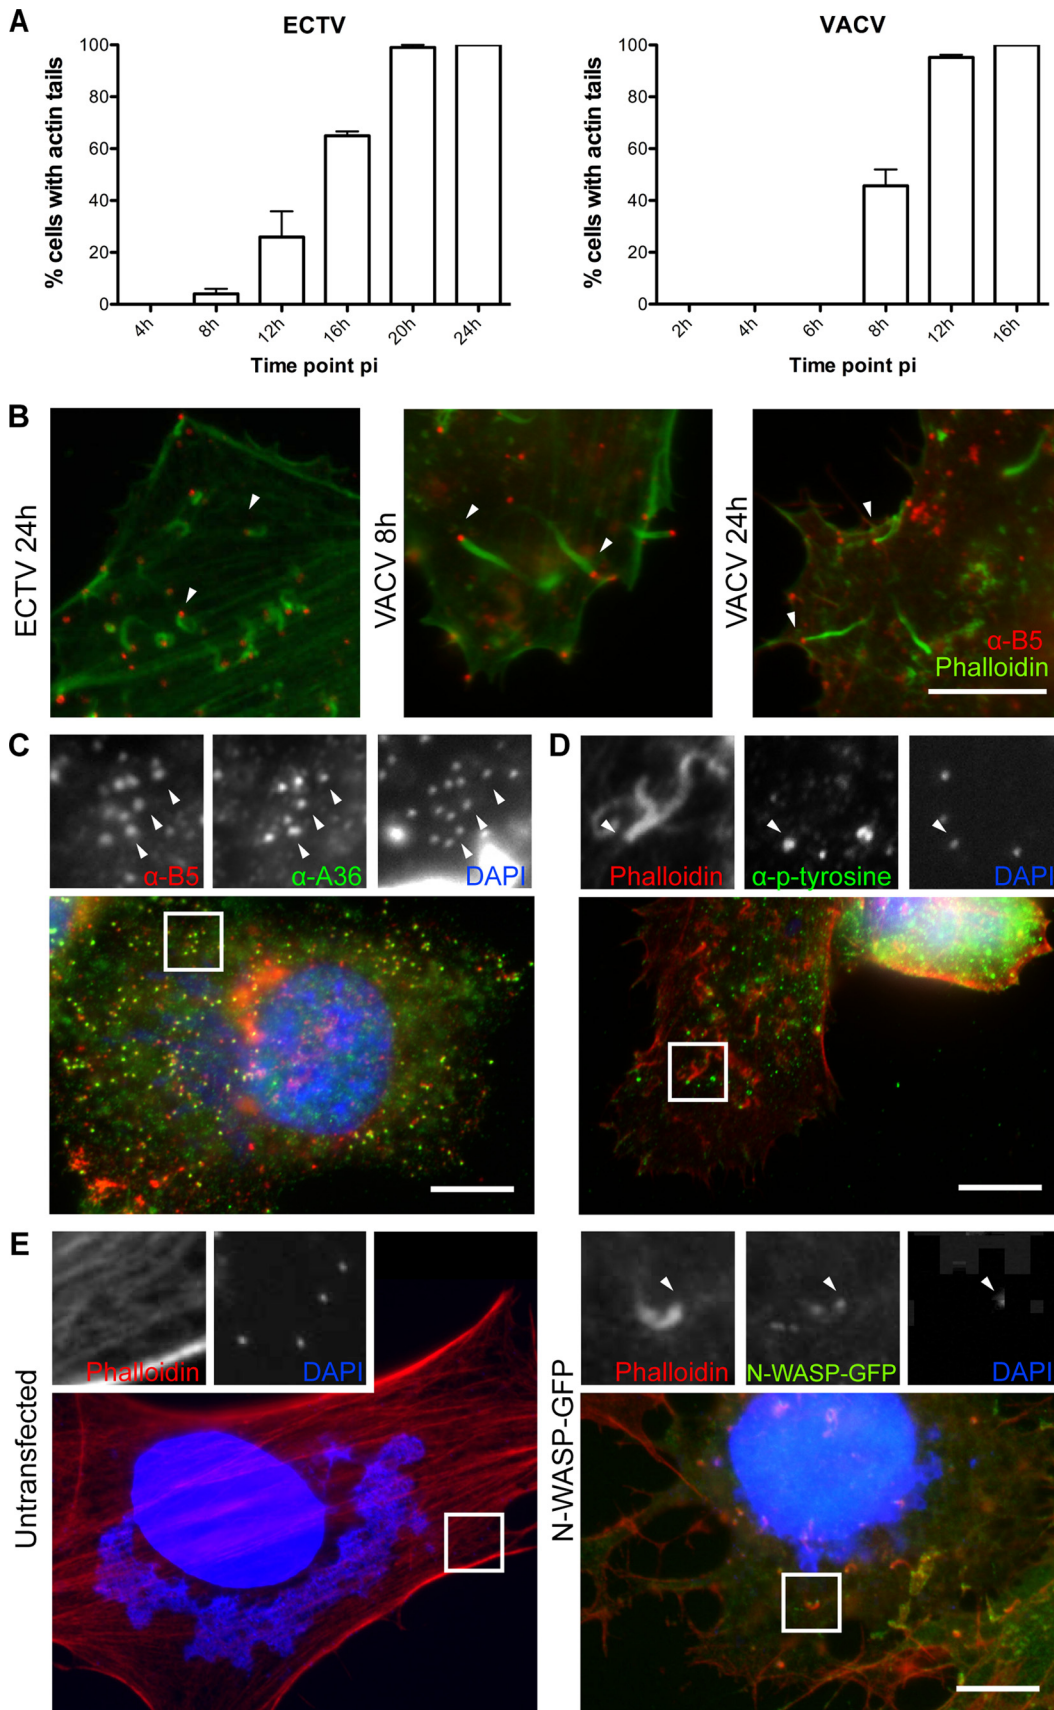 A
ECTV
% cells with actin tails
100
80
60
40
20
0
4h
8h
12h
16h
20h
24h
Time point pi
VACV
% cells with actin tails
100
80
60
40
20
0
2h
4h
6h
8h
12h
16h
Time point pi
B
ECTV 24h
VACV 8h
VACV 24h
α-B5
Phalloidin
C
α-B5
α-A36
DAPI
D
Phalloidin
α-p-tyrosine
DAPI
E
Untransfected
Phalloidin
DAPI
N-WASP-GFP
Phalloidin
N-WASP-GFP
DAPI